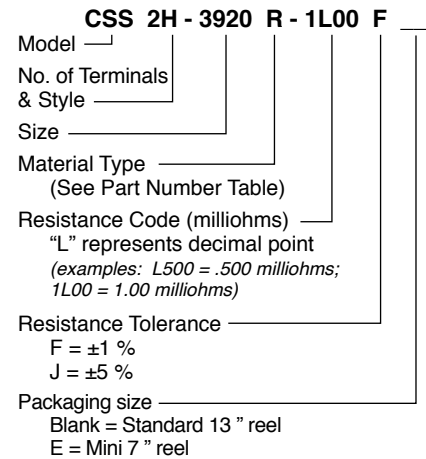 CSS 2H - 3920 R - 1L00 F __
Model
No. of Terminals
& Style
Size
Material Type
(See Part Number Table)
Resistance Code (milliohms)
“L” represents decimal point
(examples: L500 = .500 milliohms;
1L00 = 1.00 milliohms)
Resistance Tolerance
F = ±1 %
J = ±5 %
Packaging size
Blank = Standard 13 ” reel
E = Mini 7 ” reel